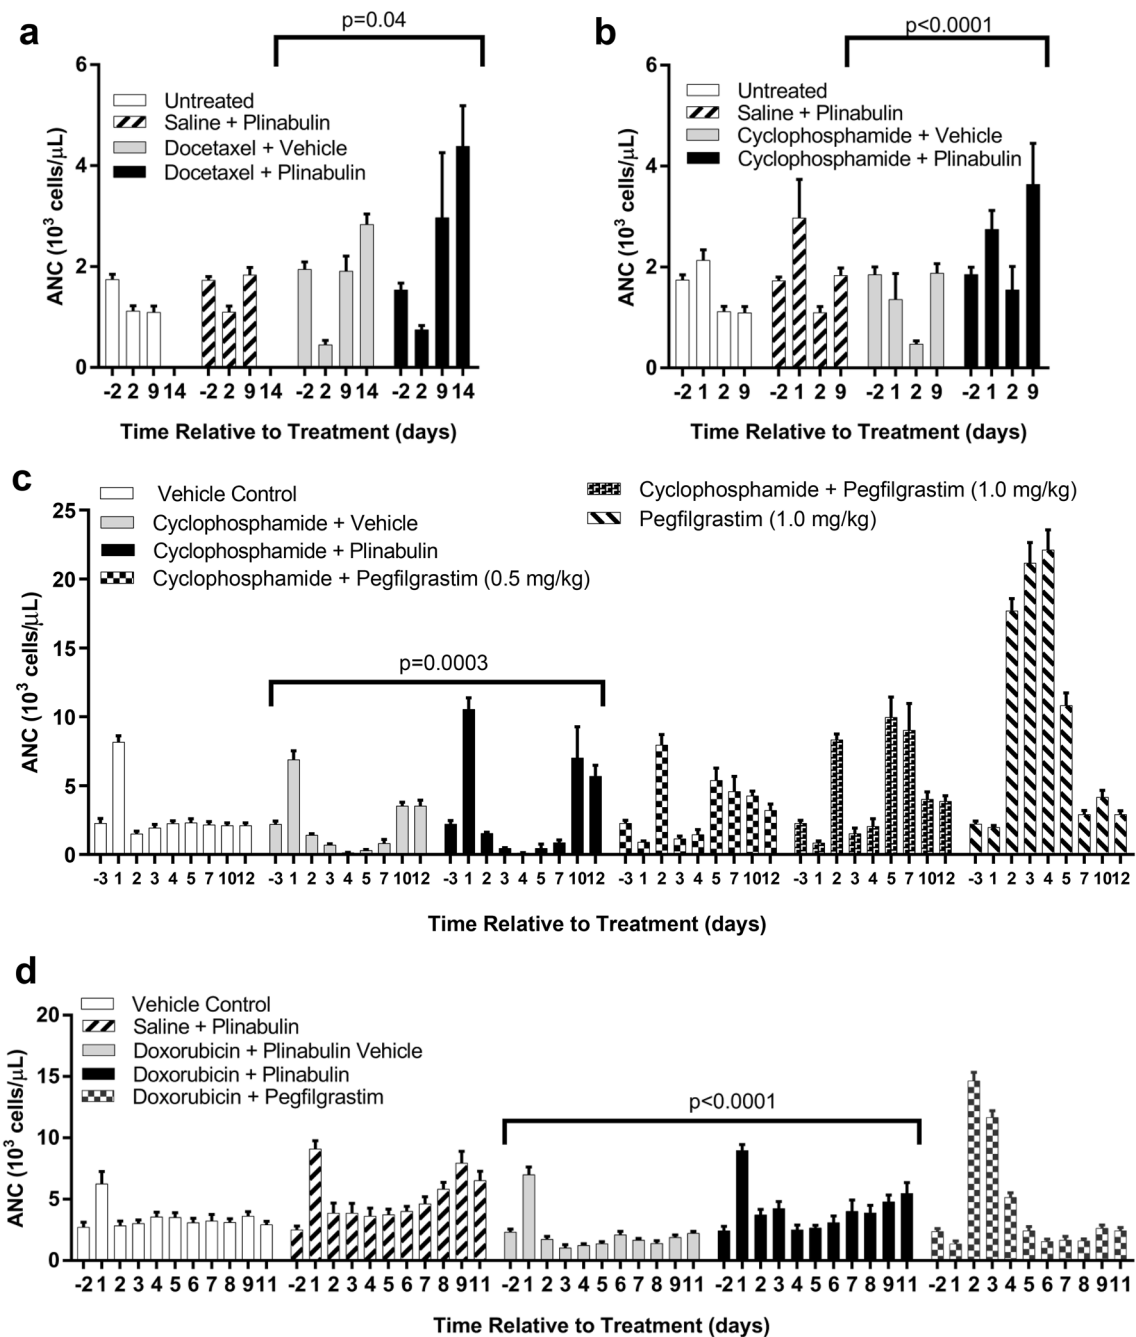 a
p=0.04
6
4
2
0
ANC (10³ cells/µL)
Untreated
Saline + Plinabulin
Docetaxel + Vehicle
Docetaxel + Plinabulin
-2 2 9 14 -2 2 9 14 -2 2 9 14 -2 2 9 14
Time Relative to Treatment (days)
b
p<0.0001
6
4
2
0
ANC (10³ cells/µL)
Untreated
Saline + Plinabulin
Cyclophosphamide + Vehicle
Cyclophosphamide + Plinabulin
-2 1 2 9 -2 1 2 9 -2 1 2 9 -2 1 2 9
Time Relative to Treatment (days)
c
Vehicle Control
Cyclophosphamide + Vehicle
Cyclophosphamide + Plinabulin
Cyclophosphamide + Pegfilgrastim (0.5 mg/kg)
Cyclophosphamide + Pegfilgrastim (1.0 mg/kg)
Pegfilgrastim (1.0 mg/kg)
25
20
15
10
5
0
ANC (10³ cells/µL)
p=0.0003
-3 1 2 3 4 5 7 10 12 -3 1 2 3 4 5 7 10 12 -3 1 2 3 4 5 7 10 12 -3 1 2 3 4 5 7 10 12 -3 1 2 3 4 5 7 10 12 -3 1 2 3 4 5 7 10 12
Time Relative to Treatment (days)
d
Vehicle Control
Saline + Plinabulin
Doxorubicin + Plinabulin Vehicle
Doxorubicin + Plinabulin
Doxorubicin + Pegfilgrastim
20
15
10
5
0
ANC (10³ cells/µL)
p<0.0001
-2 1 2 3 4 5 6 7 8 9 11 -2 1 2 3 4 5 6 7 8 9 11 -2 1 2 3 4 5 6 7 8 9 11 -2 1 2 3 4 5 6 7 8 9 11 -2 1 2 3 4 5 6 7 8 9 11
Time Relative to Treatment (days)